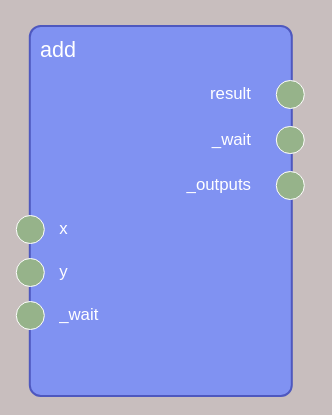 add
result
_wait
_outputs
x
y
_wait